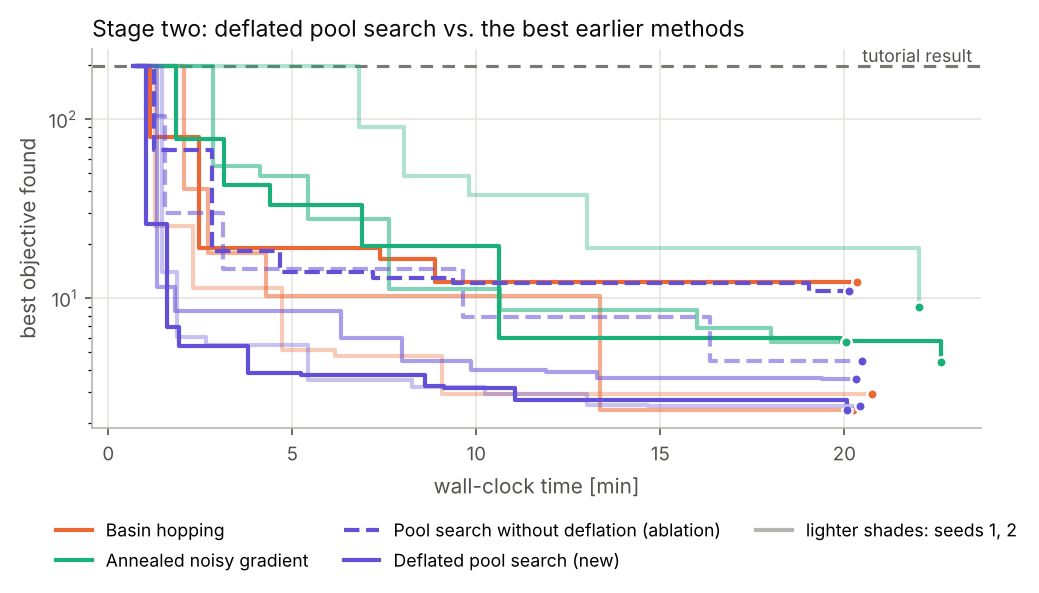 Stage two: deflated pool search vs. the best earlier methods
tutorial result
best objective found
10²
10¹
0
5
10
15
20
wall-clock time [min]
Basin hopping
Pool search without deflation (ablation)
lighter shades: seeds 1, 2
Annealed noisy gradient
Deflated pool search (new)